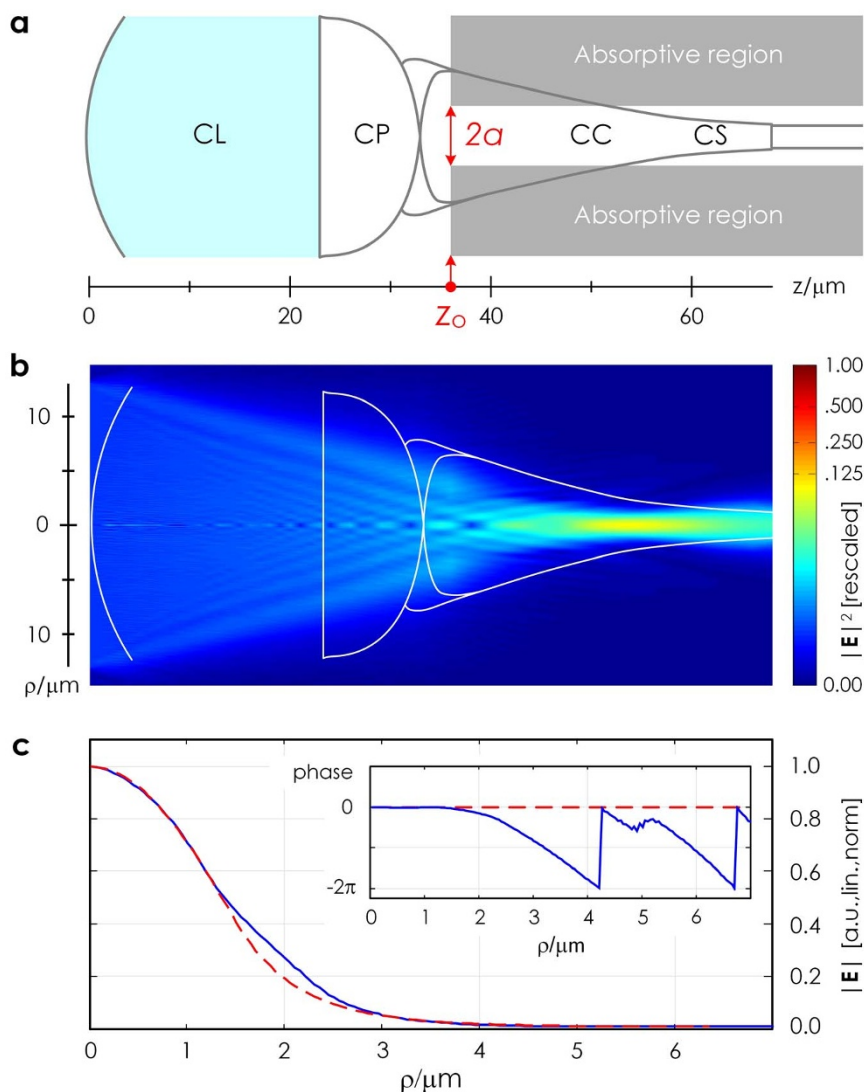 a
Absorptive region
CL
CP
2a
CC
CS
Absorptive region
z/μm
0
20
40
60
zO
b
10
0
10
ρ/μm
1.00
.500
.250
.125
0.00
|E|² [rescaled]
c
phase
0
-2π
0
1
2
3
4
5
6
ρ/μm
1.0
0.8
0.6
0.4
0.2
0.0
|E| [a.u.,lin.,norm]
0
1
2
3
4
5
6
ρ/μm